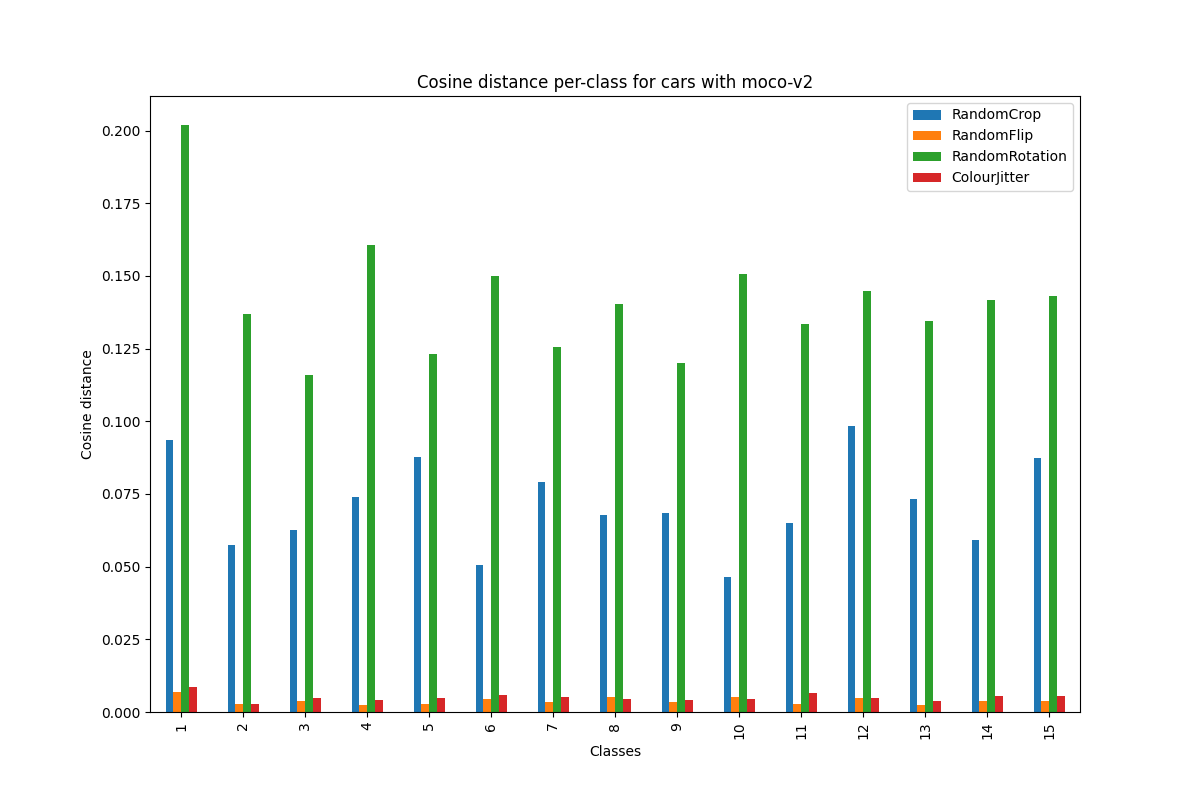 Cosine distance per-class for cars with moco-v2
RandomCrop
RandomFlip
RandomRotation
ColourJitter
0.200
0.175
0.150
0.125
0.100
0.075
0.050
0.025
0.000
Cosine distance
1 2 3 4 5 6 7 8 9 10 11 12 13 14 15
Classes